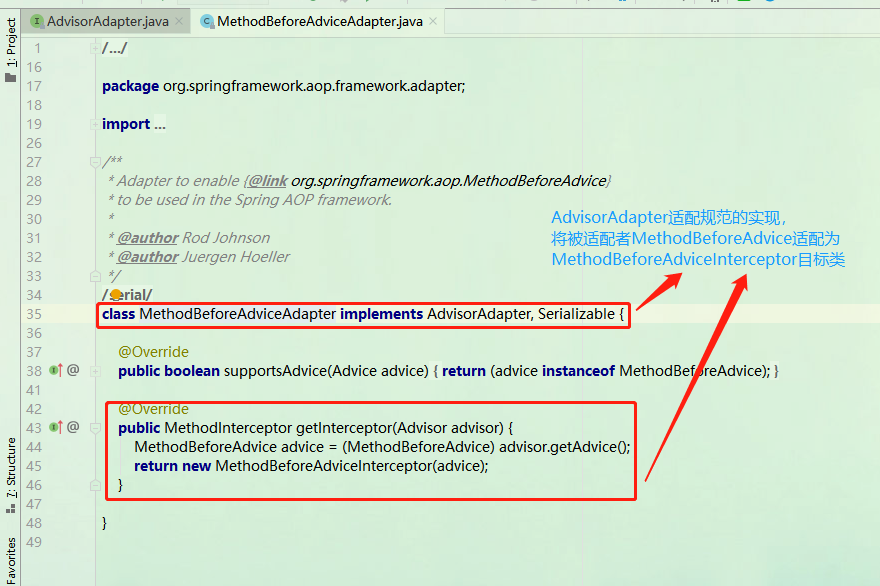 AdvisorAdapter.java
MethodBeforeAdviceAdapter.java
1: Project
1 /.../
16
17 package org.springframework.aop.framework.adapter;
18
19 import ...
26
27 /**
28 * Adapter to enable {@link org.springframework.aop.MethodBeforeAdvice}
29 * to be used in the Spring AOP framework.
30 *
31 * @author Rod Johnson
32 * @author Juergen Hoeller
33 */
34 /serial/
35 class MethodBeforeAdviceAdapter implements AdvisorAdapter, Serializable {
36
37 @Override
38 public boolean supportsAdvice(Advice advice) { return (advice instanceof MethodBeforeAdvice); }
41
42 @Override
43 public MethodInterceptor getInterceptor(Advisor advisor) {
44 MethodBeforeAdvice advice = (MethodBeforeAdvice) advisor.getAdvice();
45 return new MethodBeforeAdviceInterceptor(advice);
46 }
47
48 }
49
AdvisorAdapter适配规范的实现,
将被适配者MethodBeforeAdvice适配为
MethodBeforeAdviceInterceptor目标类
7: Structure
Favorites